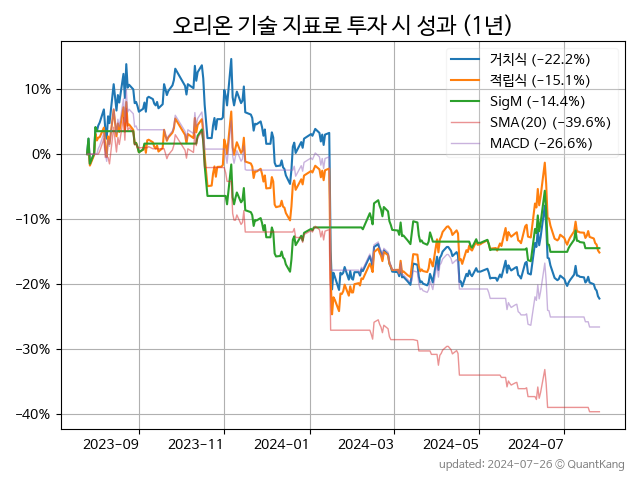 오리온 기술 지표로 투자 시 성과 (1년)
거치식 (−22.2%)
적립식 (−15.1%)
SigM (−14.4%)
SMA(20) (−39.6%)
MACD (−26.6%)
10%
0%
−10%
−20%
−30%
−40%
2023−09 2023−11 2024−01 2024−03 2024−05 2024−07
updated: 2024-07-26 © QuantKang